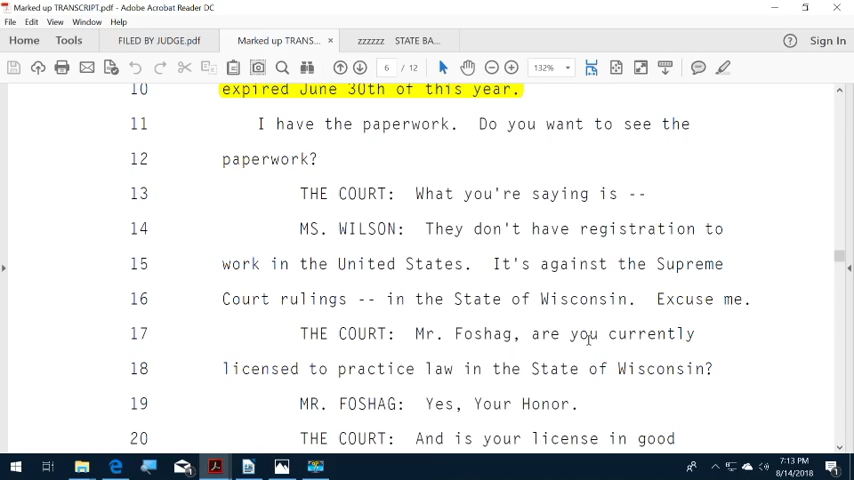 Marked up TRANSCRIPT.pdf - Adobe Acrobat Reader DC
File Edit View Window Help
Home Tools FILED BY JUDGE.pdf Marked up TRANS... × zzzzzz STATE BA... Sign In
6 / 12 132%
10 expired June 30th of this year.
11 I have the paperwork. Do you want to see the
12 paperwork?
13 THE COURT: What you're saying is --
14 MS. WILSON: They don't have registration to
15 work in the United States. It's against the Supreme
16 Court rulings -- in the State of Wisconsin. Excuse me.
17 THE COURT: Mr. Foshag, are you currently
18 licensed to practice law in the State of Wisconsin?
19 MR. FOSHAG: Yes, Your Honor.
20 THE COURT: And is your license in good
7:13 PM
8/14/2018